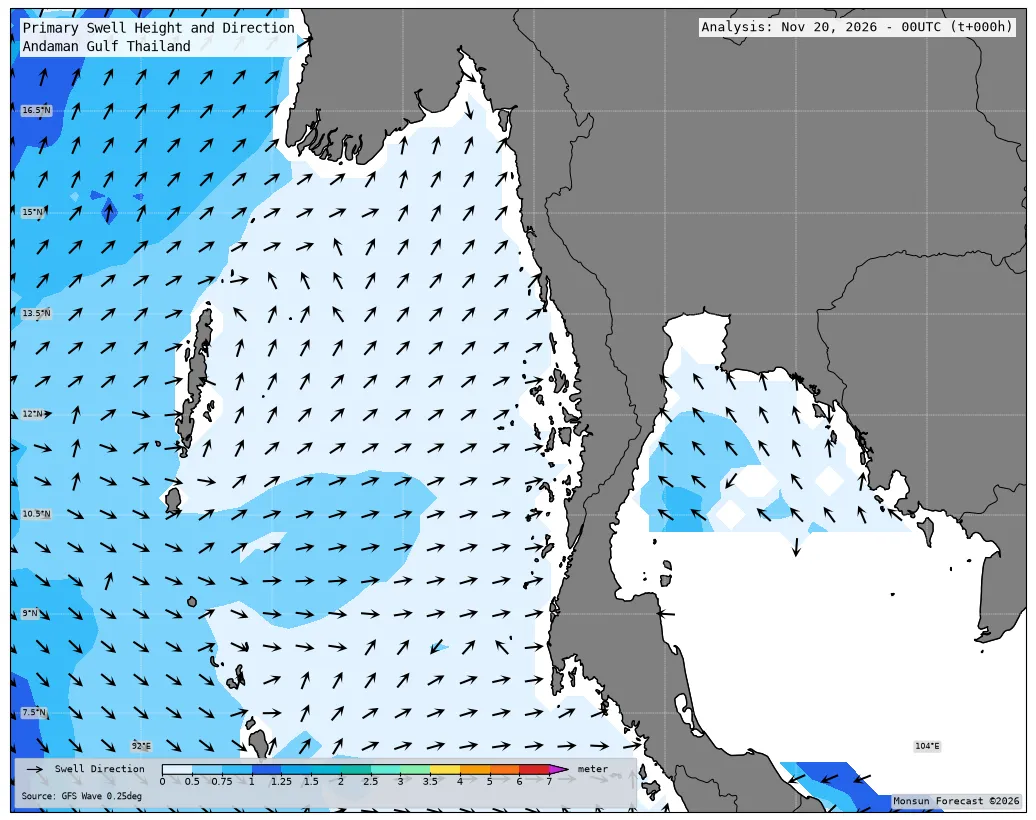 Primary Swell Height and Direction
Andaman Gulf Thailand
Analysis: Nov 20, 2026 - 00UTC (t+000h)
16.5°N
15°N
13.5°N
12°N
10.5°N
9°N
7.5°N
92°E
104°E
Swell Direction
meter
0 0.5 0.75 1 1.25 1.5 2 2.5 3 3.5 4 5 6 7
Source: GFS Wave 0.25deg
Monsun Forecast ©2026